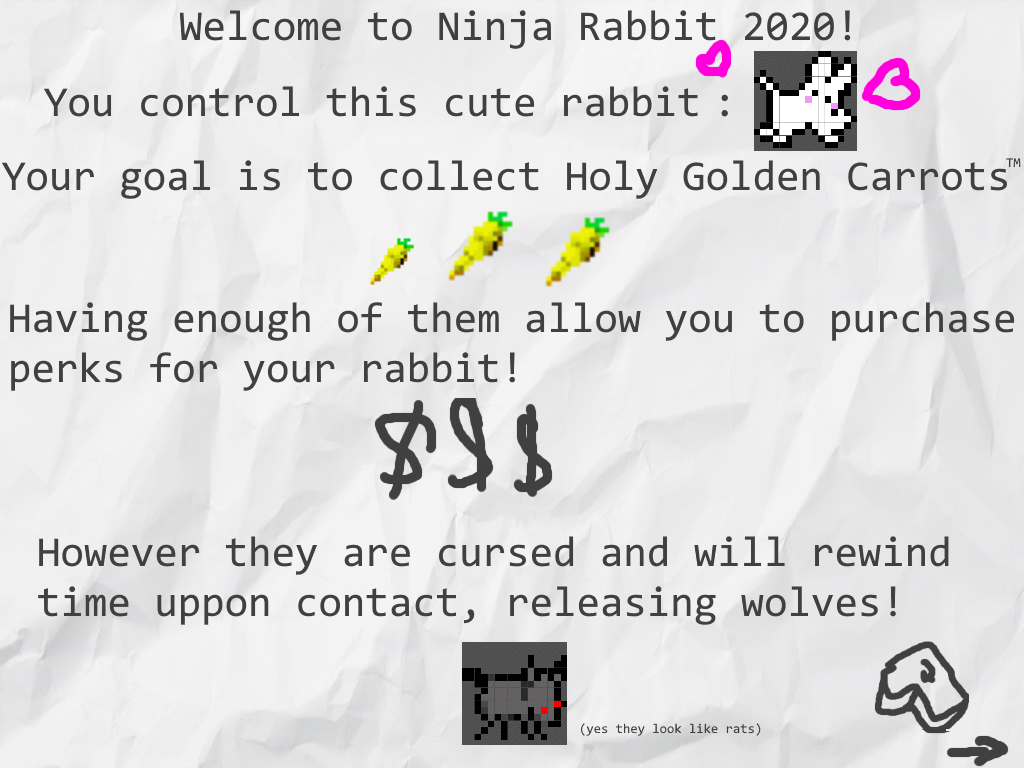 Welcome to Ninja Rabbit 2020!
You control this cute rabbit :
Your goal is to collect Holy Golden Carrots™
Having enough of them allow you to purchase
perks for your rabbit!
$$$
However they are cursed and will rewind
time uppon contact, releasing wolves!
(yes they look like rats)